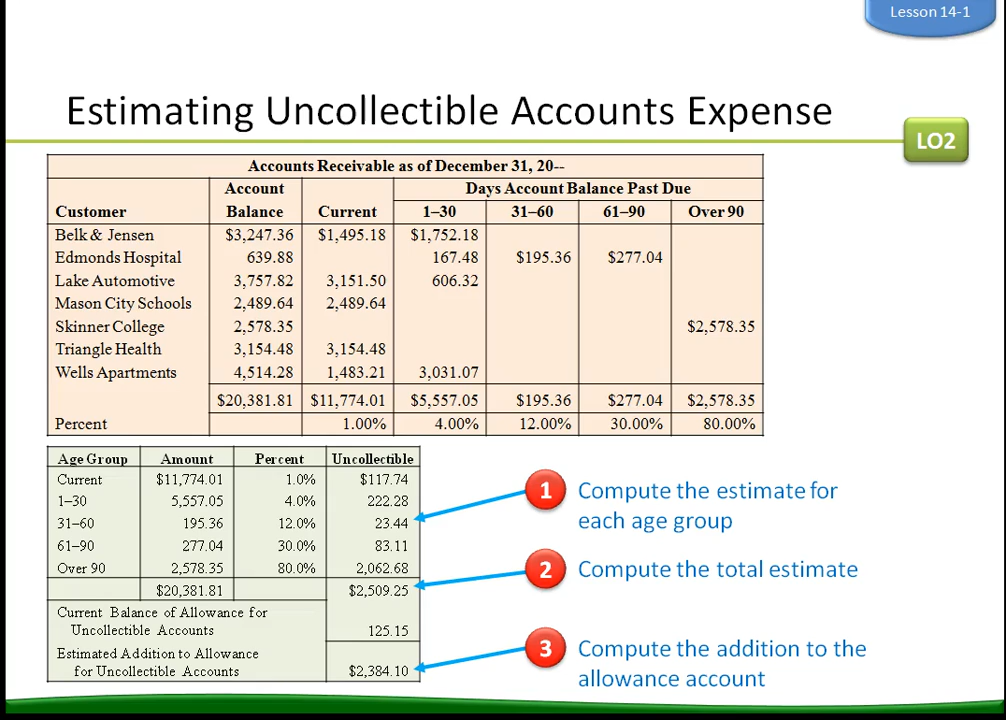 Lesson 14-1
Estimating Uncollectible Accounts Expense
LO2
Accounts Receivable as of December 31, 20--
Account Days Account Balance Past Due
Customer Balance Current 1–30 31–60 61–90 Over 90
Belk & Jensen $3,247.36 $1,495.18 $1,752.18
Edmonds Hospital 639.88 167.48 $195.36 $277.04
Lake Automotive 3,757.82 3,151.50 606.32
Mason City Schools 2,489.64 2,489.64
Skinner College 2,578.35 $2,578.35
Triangle Health 3,154.48 3,154.48
Wells Apartments 4,514.28 1,483.21 3,031.07
$20,381.81 $11,774.01 $5,557.05 $195.36 $277.04 $2,578.35
Percent 1.00% 4.00% 12.00% 30.00% 80.00%
Age Group Amount Percent Uncollectible
Current $11,774.01 1.0% $117.74
1–30 5,557.05 4.0% 222.28
31–60 195.36 12.0% 23.44
61–90 277.04 30.0% 83.11
Over 90 2,578.35 80.0% 2,062.68
$20,381.81 $2,509.25
Current Balance of Allowance for
Uncollectible Accounts 125.15
Estimated Addition to Allowance
for Uncollectible Accounts $2,384.10
1 Compute the estimate for
each age group
2 Compute the total estimate
3 Compute the addition to the
allowance account